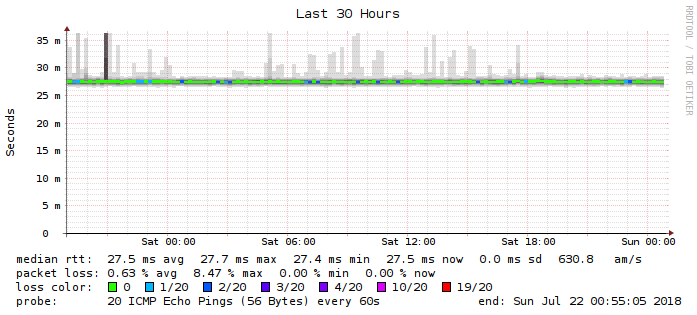 Last 30 Hours
RRDTOOL / TOBI OETIKER
Seconds
35 m
30 m
25 m
20 m
15 m
10 m
5 m
0
Sat 00:00 Sat 06:00 Sat 12:00 Sat 18:00 Sun 00:00
median rtt: 27.5 ms avg 27.7 ms max 27.4 ms min 27.5 ms now 0.0 ms sd 630.8 am/s
packet loss: 0.63 % avg 8.47 % max 0.00 % min 0.00 % now
loss color: 0 1/20 2/20 3/20 4/20 10/20 19/20
probe: 20 ICMP Echo Pings (56 Bytes) every 60s end: Sun Jul 22 00:55:05 2018